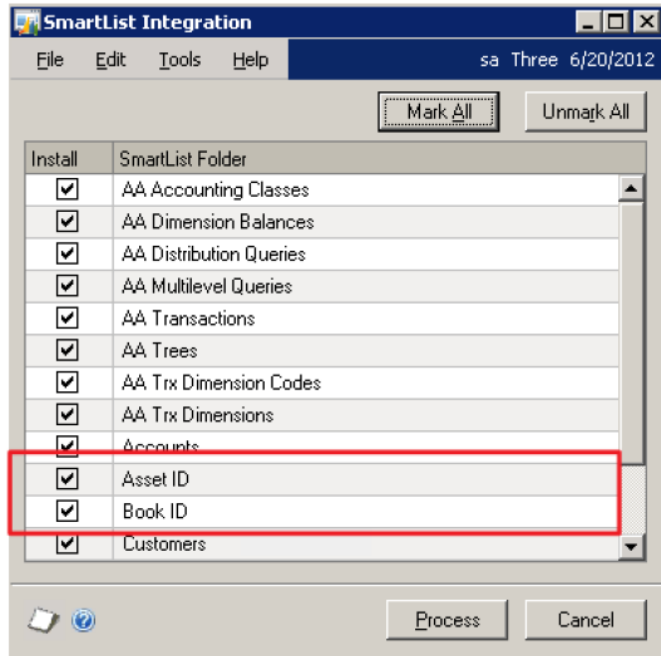 SmartList Integration
File Edit Tools Help sa Three 6/20/2012
Mark All Unmark All
Install SmartList Folder
AA Accounting Classes
AA Dimension Balances
AA Distribution Queries
AA Multilevel Queries
AA Transactions
AA Trees
AA Trx Dimension Codes
AA Trx Dimensions
Accounts
Asset ID
Book ID
Customers
Process Cancel